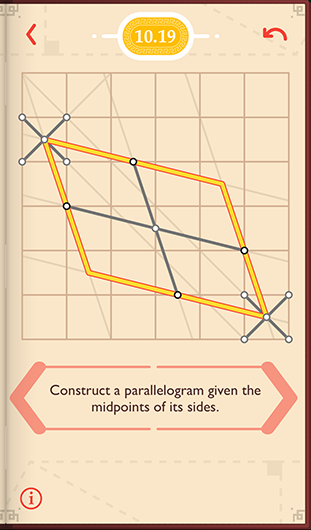 10.19
Construct a parallelogram given the
midpoints of its sides.
i